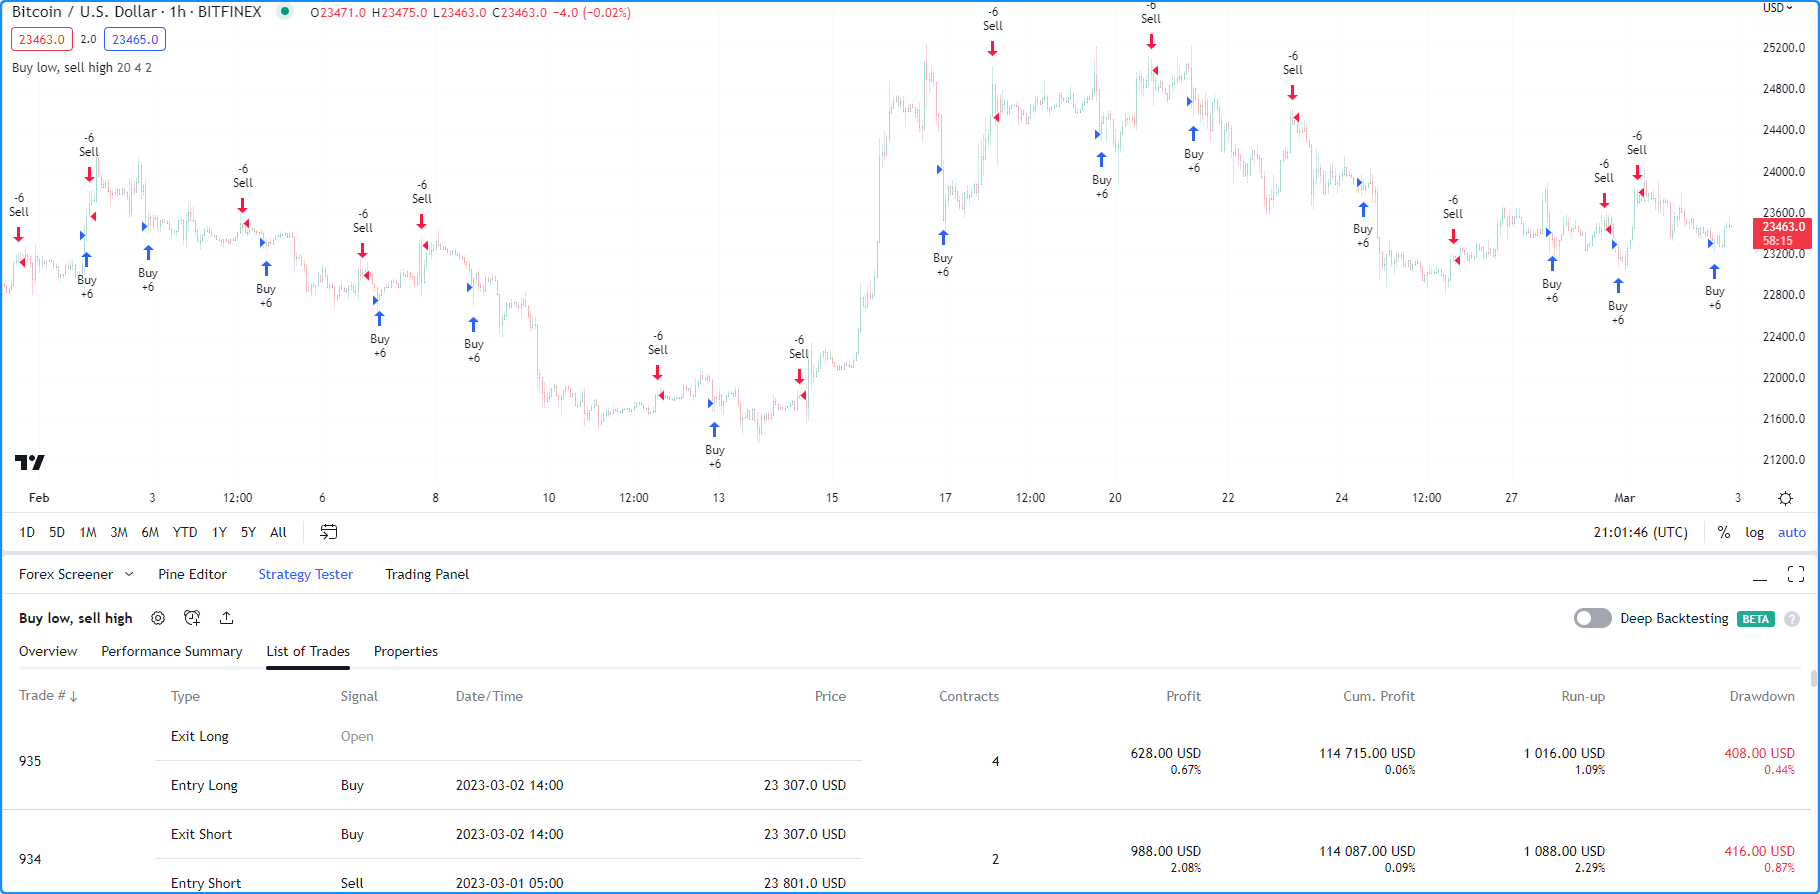 Bitcoin / U.S. Dollar · 1h · BITFINEX O23471.0 H23475.0 L23463.0 C23463.0 −4.0 (−0.02%)
23463.0 2.0 23465.0
Buy low, sell high 20 4 2
USD
25200.0
24800.0
24400.0
24000.0
23600.0
23463.0
58:15
23200.0
22800.0
22400.0
22000.0
21600.0
21200.0
-6
Sell
-6
Sell
Buy
+6
Buy
+6
-6
Sell
Buy
+6
-6
Sell
Buy
+6
-6
Sell
Buy
+6
-6
Sell
Buy
+6
-6
Sell
Buy
+6
-6
Sell
Buy
+6
-6
Sell
Buy
+6
-6
Sell
Buy
+6
-6
Sell
Buy
+6
-6
Sell
Buy
+6
-6
Sell
Buy
+6
Feb 3 12:00 6 8 10 12:00 13 15 17 12:00 20 22 24 12:00 27 Mar 3
1D 5D 1M 3M 6M YTD 1Y 5Y All 21:01:46 (UTC) % log auto
Forex Screener Pine Editor Strategy Tester Trading Panel
Buy low, sell high Deep Backtesting BETA ?
Overview Performance Summary List of Trades Properties
Trade # ↓ Type Signal Date/Time Price Contracts Profit Cum. Profit Run-up Drawdown
935
Exit Long Open
Entry Long Buy 2023-03-02 14:00 23 307.0 USD
4 628.00 USD 114 715.00 USD 1 016.00 USD 408.00 USD
0.67% 0.06% 1.09% 0.44%
934
Exit Short Buy 2023-03-02 14:00 23 307.0 USD
Entry Short Sell 2023-03-01 05:00 23 801.0 USD
2 988.00 USD 114 087.00 USD 1 088.00 USD 416.00 USD
2.08% 0.09% 2.29% 0.87%